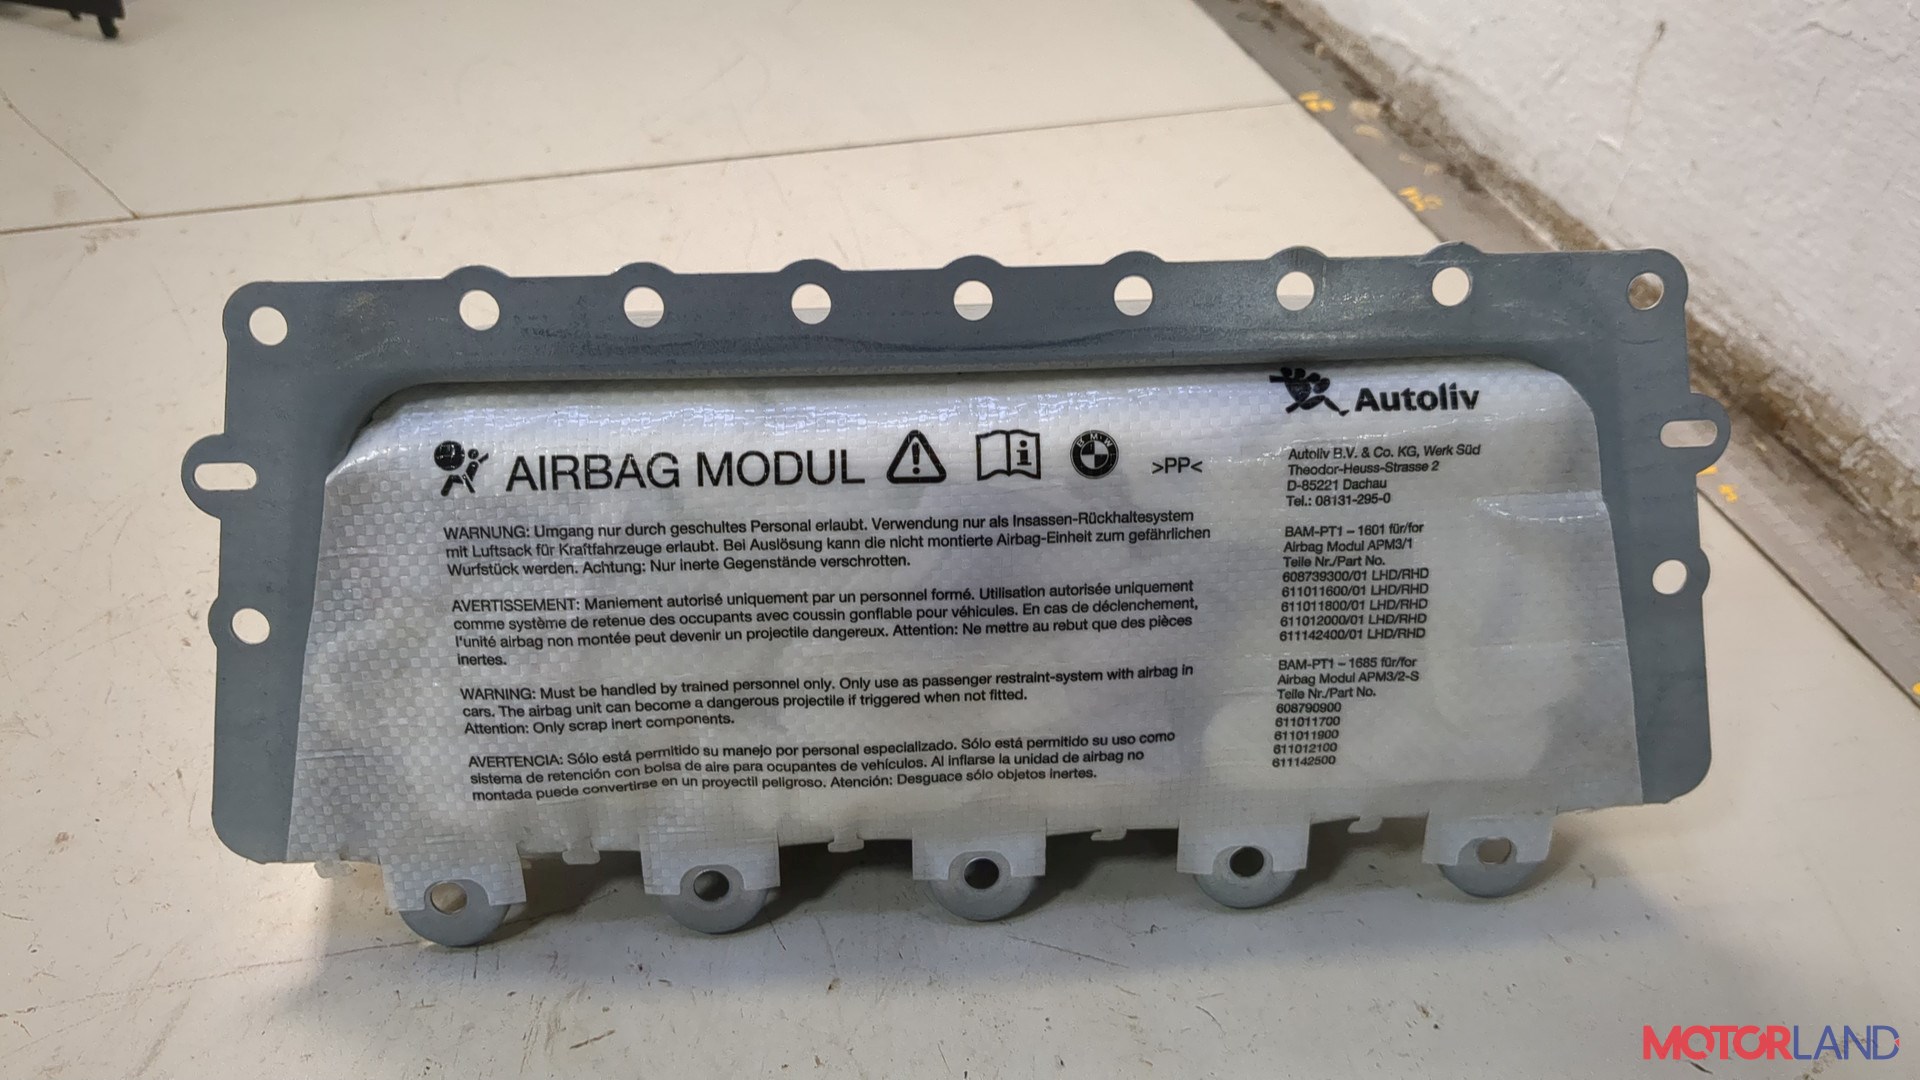 Autoliv
AIRBAG MODUL
BMW
>PP<
WARNUNG: Umgang nur durch geschultes Personal erlaubt. Verwendung nur als Insassen-Rückhaltesystem
mit Luftsack für Kraftfahrzeuge erlaubt. Bei Auslösung kann die nicht montierte Airbag-Einheit zum gefährlichen
Wurfstück werden. Achtung: Nur inerte Gegenstände verschrotten.
AVERTISSEMENT: Maniement autorisé uniquement par un personnel formé. Utilisation autorisée uniquement
comme système de retenue des occupants avec coussin gonflable pour véhicules. En cas de déclenchement,
l'unité airbag non montée peut devenir un projectile dangereux. Attention: Ne mettre au rebut que des pièces
inertes.
WARNING: Must be handled by trained personnel only. Only use as passenger restraint-system with airbag in
cars. The airbag unit can become a dangerous projectile if triggered when not fitted.
Attention: Only scrap inert components.
AVERTENCIA: Sólo está permitido su manejo por personal especializado. Sólo está permitido su uso como
sistema de retención con bolsa de aire para ocupantes de vehículos. Al inflarse la unidad de airbag no
montada puede convertirse en un proyectil peligroso. Atención: Desguace sólo objetos inertes.
Autoliv B.V. & Co. KG, Werk Süd
Theodor-Heuss-Strasse 2
D-85221 Dachau
Tel.: 08131-295-0
BAM-PT1 – 1601 für/for
Airbag Modul APM3/1
Teile Nr./Part No.
608739300/01 LHD/RHD
611011600/01 LHD/RHD
611011800/01 LHD/RHD
611012000/01 LHD/RHD
611142400/01 LHD/RHD
BAM-PT1 – 1685 für/for
Airbag Modul APM3/2-S
Teile Nr./Part No.
608790900
611011700
611011900
611012100
611142500
MOTORLAND